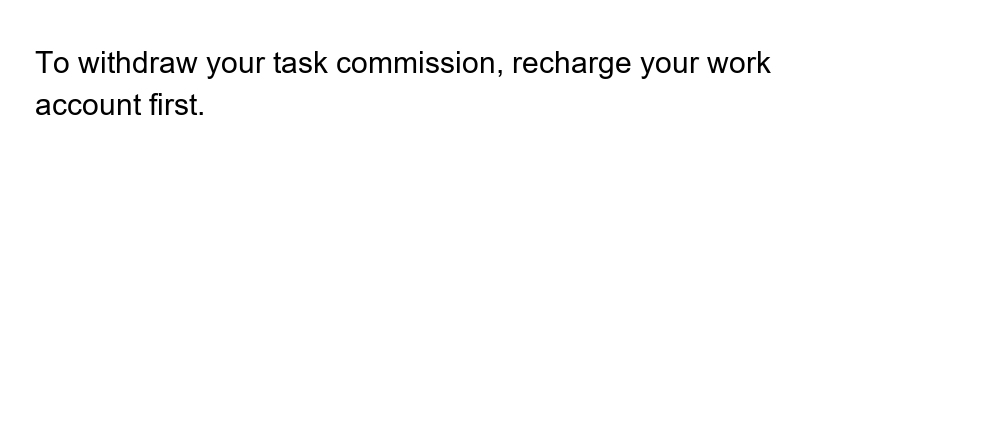 To withdraw your task commission, recharge your work
account first.